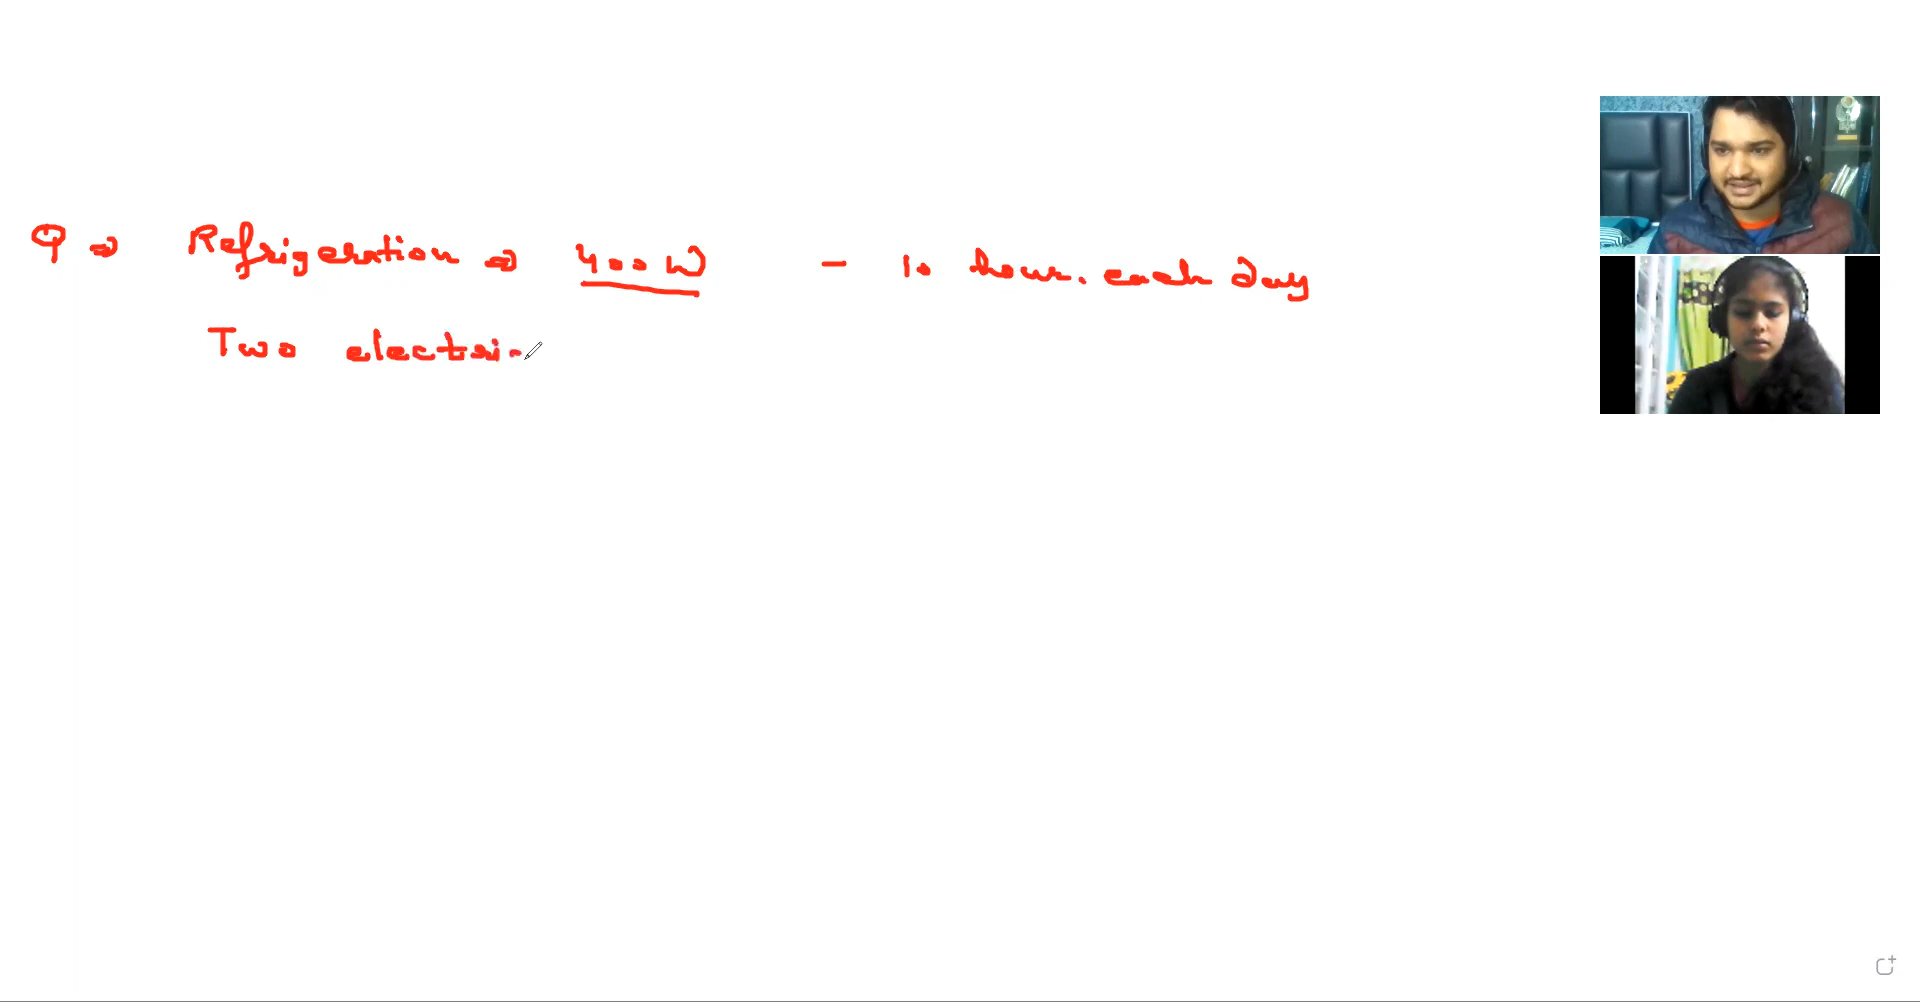 Q ⇒ Refrigeration ⇒ 400 W - 10 hour. each day
Two electri